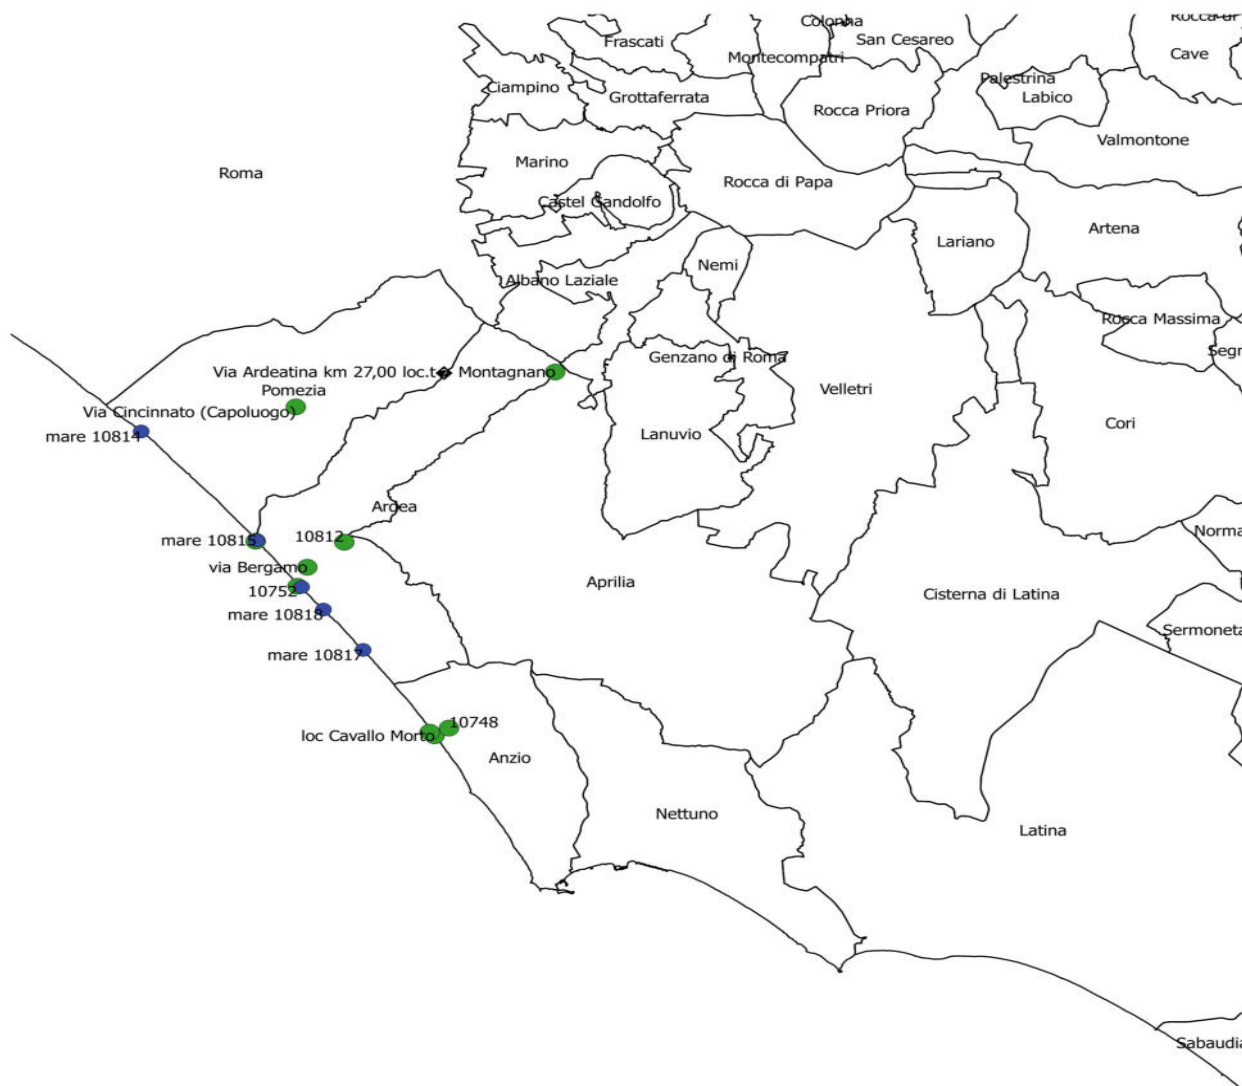 Colonna
Frascati
San Cesareo
Cave
Montecompatri
Palestrina
Ciampino
Grottaferrata
Labico
Rocca Priora
Valmontone
Marino
Roma
Rocca di Papa
Castel Gandolfo
Artena
Lariano
Nemi
Albano Laziale
Rocca Massima
Segn
Genzano di Roma
Via Ardeatina km 27,00 loc.t� Montagnano
Velletri
Pomezia
Via Cincinnato (Capoluogo)
Cori
mare 10814
Lanuvio
Ardea
Norma
10812
mare 10815
via Bergamo
Aprilia
10752
Cisterna di Latina
mare 10818
Sermoneta
mare 10817
10748
loc Cavallo Morto
Anzio
Nettuno
Latina
Sabaudia